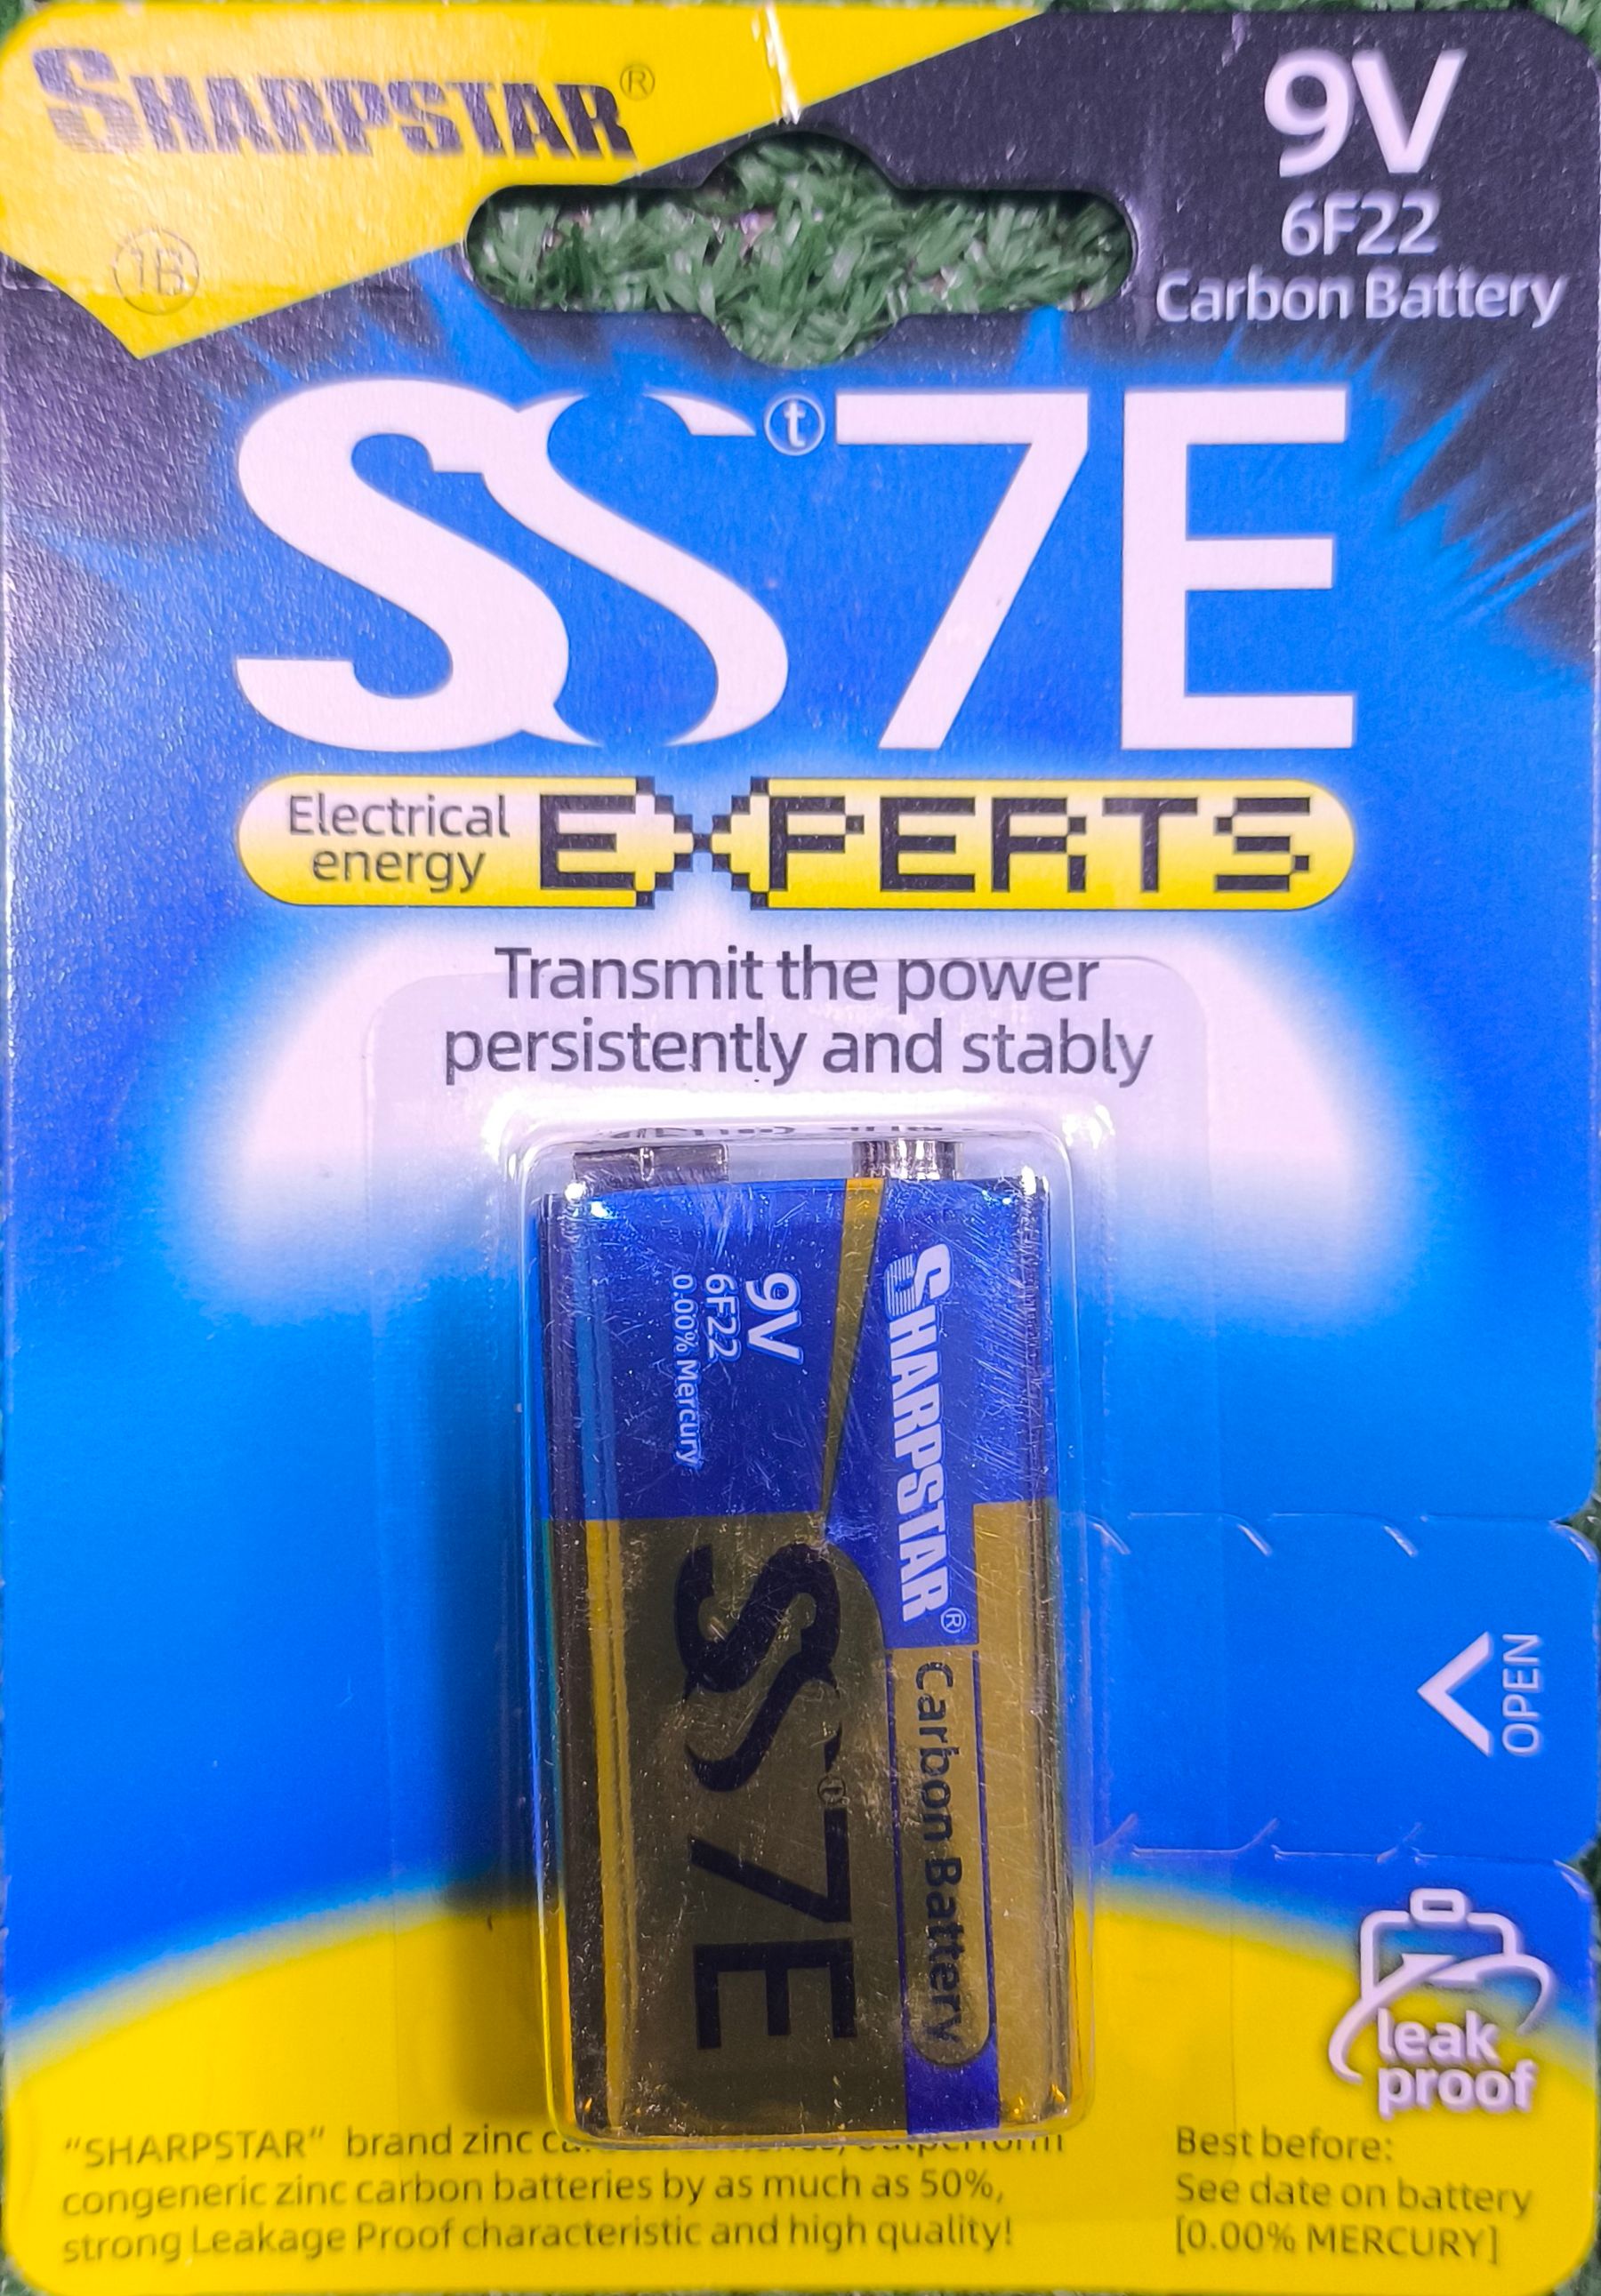 SHARPSTAR®
1B
9V
6F22
Carbon Battery
SSⓣ7E
Electrical
energy
EXPERTS
Transmit the power
persistently and stably
9V
6F22
0.00% Mercury
SHARPSTAR®
Carbon Battery
SSⓣ7E
OPEN
leak
proof
“SHARPSTAR” brand zinc
congeneric zinc carbon batteries by as much as 50%,
strong Leakage Proof characteristic and high quality!
Best before:
See date on battery
[0.00% MERCURY]